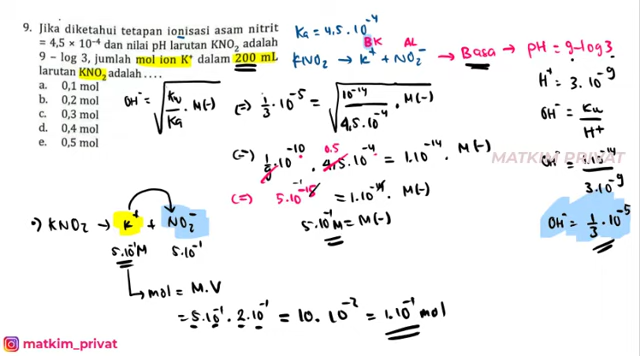 9. Jika diketahui tetapan ionisasi asam nitrit
= 4,5 × 10⁻⁴ dan nilai pH larutan KNO₂ adalah
9 – log 3, jumlah mol ion K⁺ dalam 200 mL
larutan KNO₂ adalah ....
a. 0,1 mol
b. 0,2 mol
c. 0,3 mol
d. 0,4 mol
e. 0,5 mol
Ka = 4,5 . 10⁻⁴
BK AL
KNO₂ → K⁺ + NO₂⁻ → Basa → pH = 9-log3
H⁺ = 3.10⁻⁹
OH⁻ = Kw / H⁺
OH⁻ = 1.10⁻¹⁴ / 3.10⁻⁹
OH⁻ = 1/3 . 10⁻⁵
OH⁻ = √(Kw/Ka . M(-))
(=) 1/3 . 10⁻⁵ = √(10⁻¹⁴ / 4,5.10⁻⁴ . M(-))
0.5
(=) 1/9 . 10⁻¹⁰ . 4,5.10⁻⁴ = 1.10⁻¹⁴ . M(-)
(=) 5.10⁻¹⁵ = 1.10⁻¹⁴ . M(-)
5.10⁻¹ M = M(-)
KNO₂ → K⁺ + NO₂⁻
5.10⁻¹ M 5.10⁻¹
mol = M.V
= 5.10⁻¹ . 2.10⁻¹ = 10.10⁻² = 1.10⁻¹ mol
MATKIM PRIVAT
matkim_privat